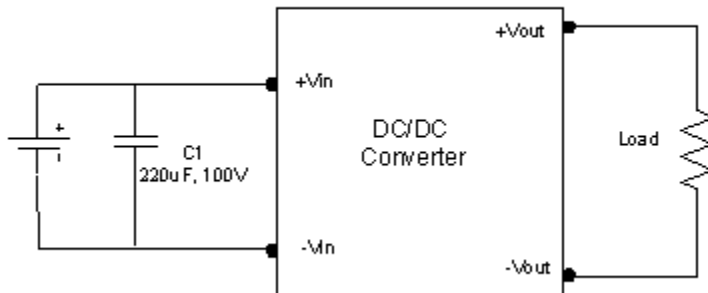 +Vout
+Vin
+
DC/DC
Converter
Load
C1
220uF, 100V
-Vin
-Vout